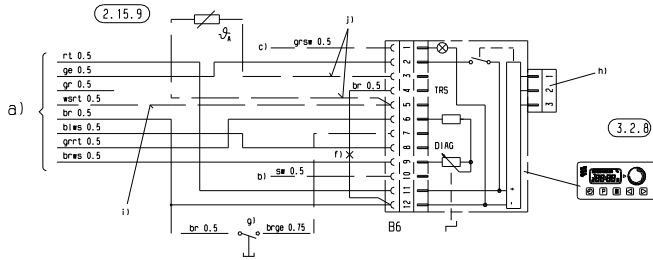 2.15.9
ϑA
j)
c) grsw 0.5
rt 0.5
ge 0.5
gr 0.5
wsrt 0.5
br 0.5
blws 0.5
grrt 0.5
brws 0.5
a)
br 0.5
1
2
3
4
5
6
7
8
9
10
11
12
TRS
DIAG
+
-
1
2
3
h)
3.2.8
f)
b) sw 0.5
i)
g)
br 0.5
brge 0.75
B6
P